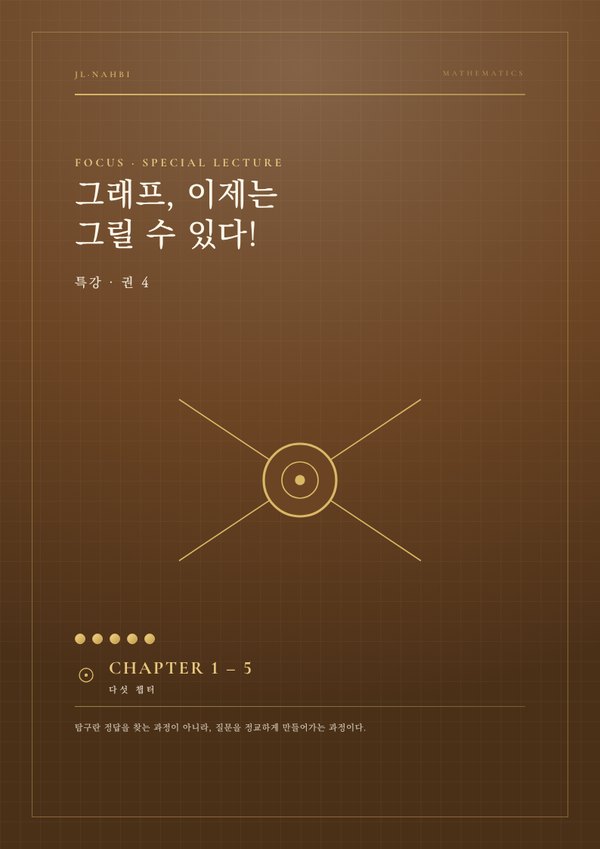 JL·NAHBI
MATHEMATICS
FOCUS · SPECIAL LECTURE
그래프, 이제는
그릴 수 있다!
특강 · 권 4
CHAPTER 1 – 5
다섯 챕터
탐구란 정답을 찾는 과정이 아니라, 질문을 정교하게 만들어가는 과정이다.